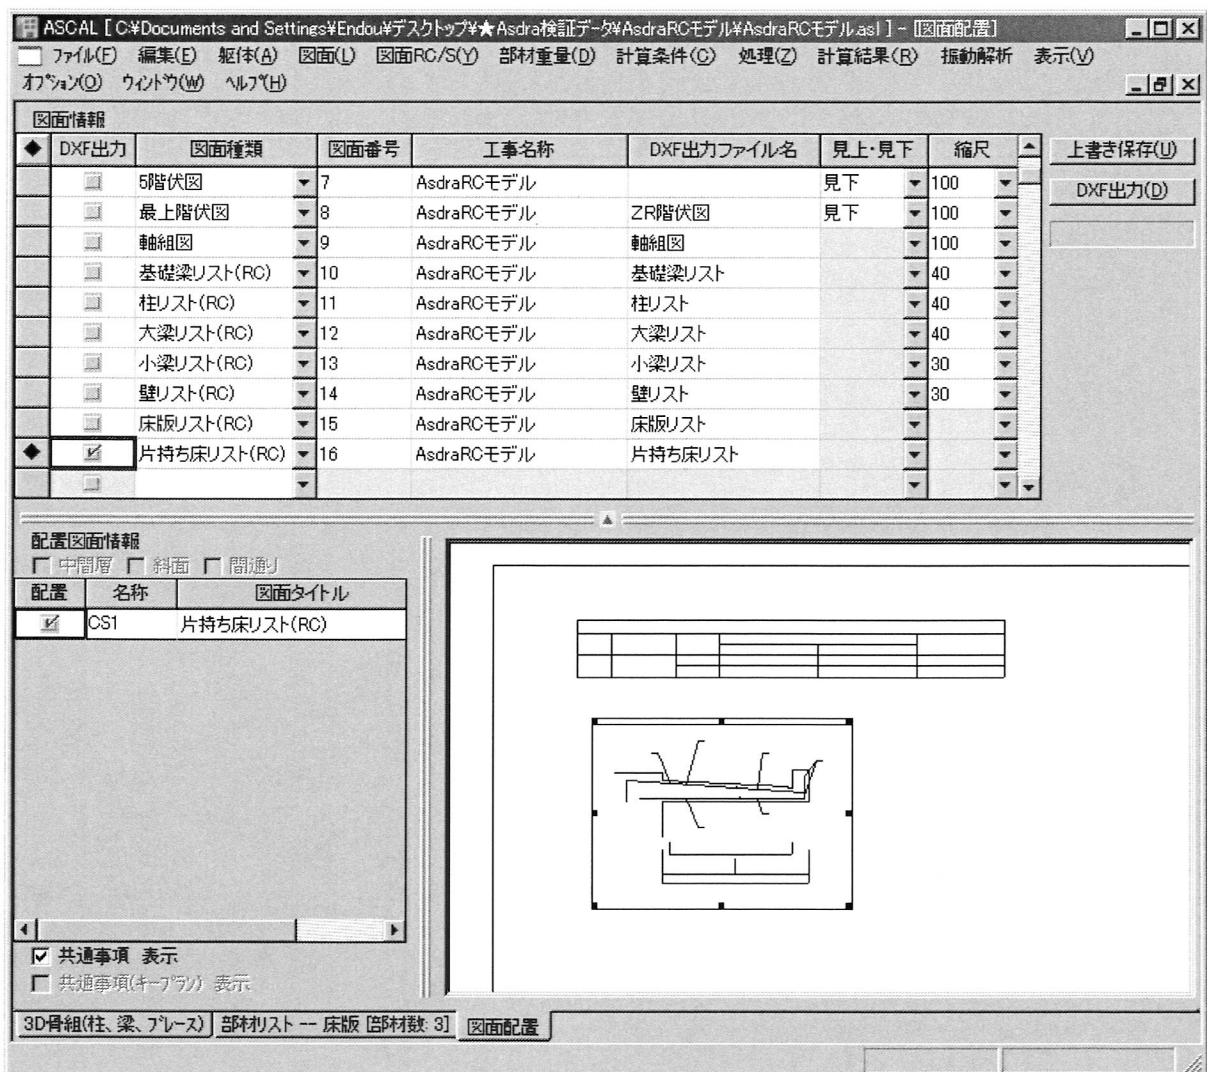 ASCAL [ C:¥Documents and Settings¥Endou¥デスクトップ¥★Asdra検証データ¥AsdraRCモデル¥AsdraRCモデル.asl ] - [図面配置]
ファイル(F) 編集(E) 躯体(A) 図面(L) 図面RC/S(Y) 部材重量(D) 計算条件(C) 処理(Z) 計算結果(R) 振動解析 表示(V)
オプション(O) ウィンドウ(W) ヘルプ(H)
図面情報
DXF出力 図面種類 図面番号 工事名称 DXF出力ファイル名 見上・見下 縮尺 上書き保存(U)
5階伏図 7 AsdraRCモデル 見下 100 DXF出力(D)
最上階伏図 8 AsdraRCモデル ZR階伏図 見下 100
軸組図 9 AsdraRCモデル 軸組図 100
基礎梁リスト(RC) 10 AsdraRCモデル 基礎梁リスト 40
柱リスト(RC) 11 AsdraRCモデル 柱リスト 40
大梁リスト(RC) 12 AsdraRCモデル 大梁リスト 40
小梁リスト(RC) 13 AsdraRCモデル 小梁リスト 30
壁リスト(RC) 14 AsdraRCモデル 壁リスト 30
床版リスト(RC) 15 AsdraRCモデル 床版リスト
片持ち床リスト(RC) 16 AsdraRCモデル 片持ち床リスト
配置図面情報
中間層 斜面 間通り
配置 名称 図面タイトル
CS1 片持ち床リスト(RC)
共通事項 表示
共通事項(キープラン) 表示
3D骨組(柱、梁、ブレース) 部材リスト -- 床版 [部材数: 3] 図面配置